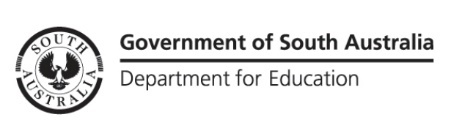 SOUTH
AUSTRALIA
Government of South Australia
Department for Education